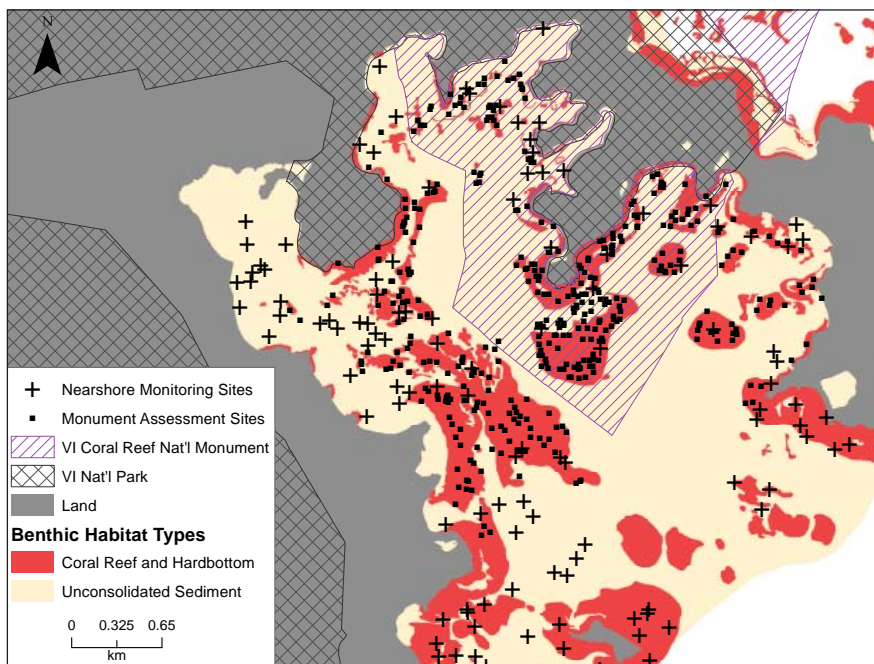 N
Nearshore Monitoring Sites
Monument Assessment Sites
VI Coral Reef Nat'l Monument
VI Nat'l Park
Land
Benthic Habitat Types
Coral Reef and Hardbottom
Unconsolidated Sediment
0 0.325 0.65
km